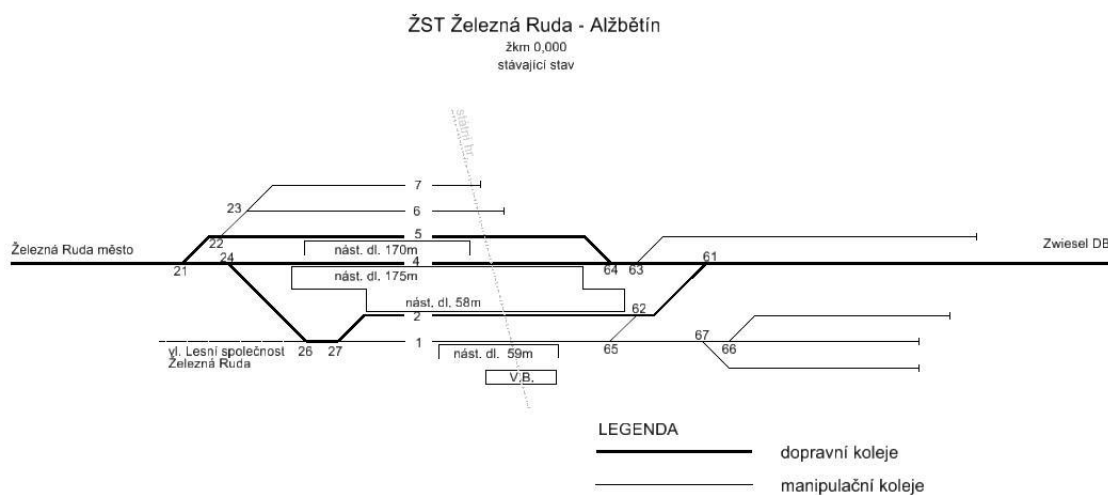 ŽST Železná Ruda - Alžbětín
žkm 0,000
stávající stav
státní hr.
7
23
6
22
5
Železná Ruda město
nást. dl. 170m
Zwiesel DB
21
24
4
64
63
61
nást. dl. 175m
nást. dl. 58m
2
62
26
27
1
65
67
66
vl. Lesní společnost
Železná Ruda
nást. dl. 59m
V.B.
LEGENDA
dopravní koleje
manipulační koleje